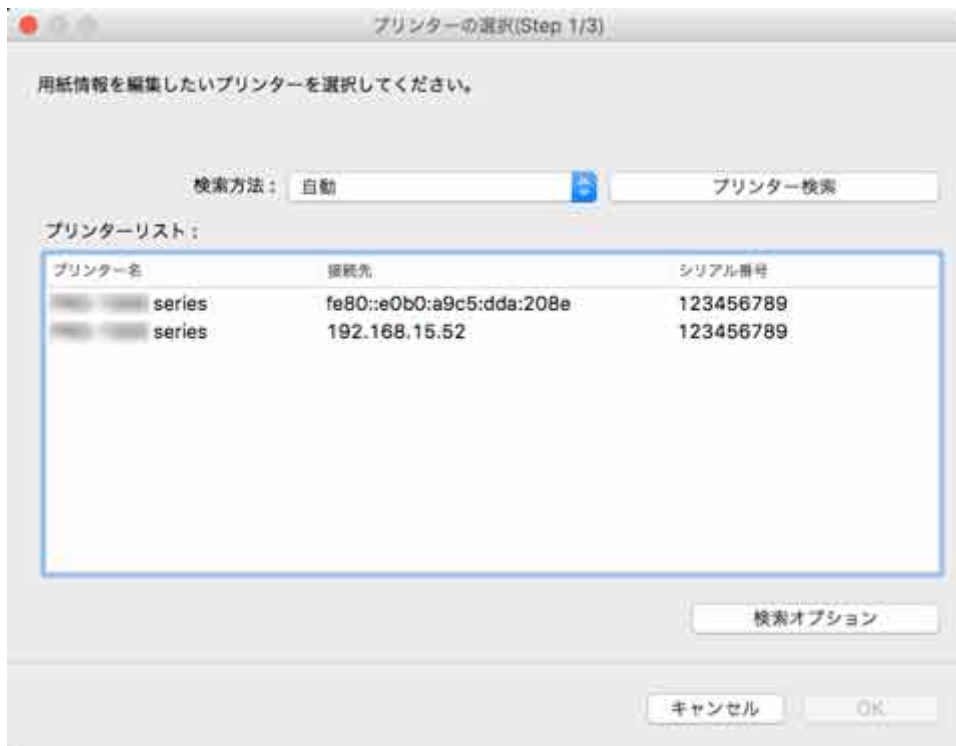 プリンターの選択(Step 1/3)
用紙情報を編集したいプリンターを選択してください。
検索方法： 自動 プリンター検索
プリンターリスト：
プリンター名 接続先 シリアル番号
series fe80::e0b0:a9c5:dda:208e 123456789
series 192.168.15.52 123456789
検索オプション
キャンセル OK